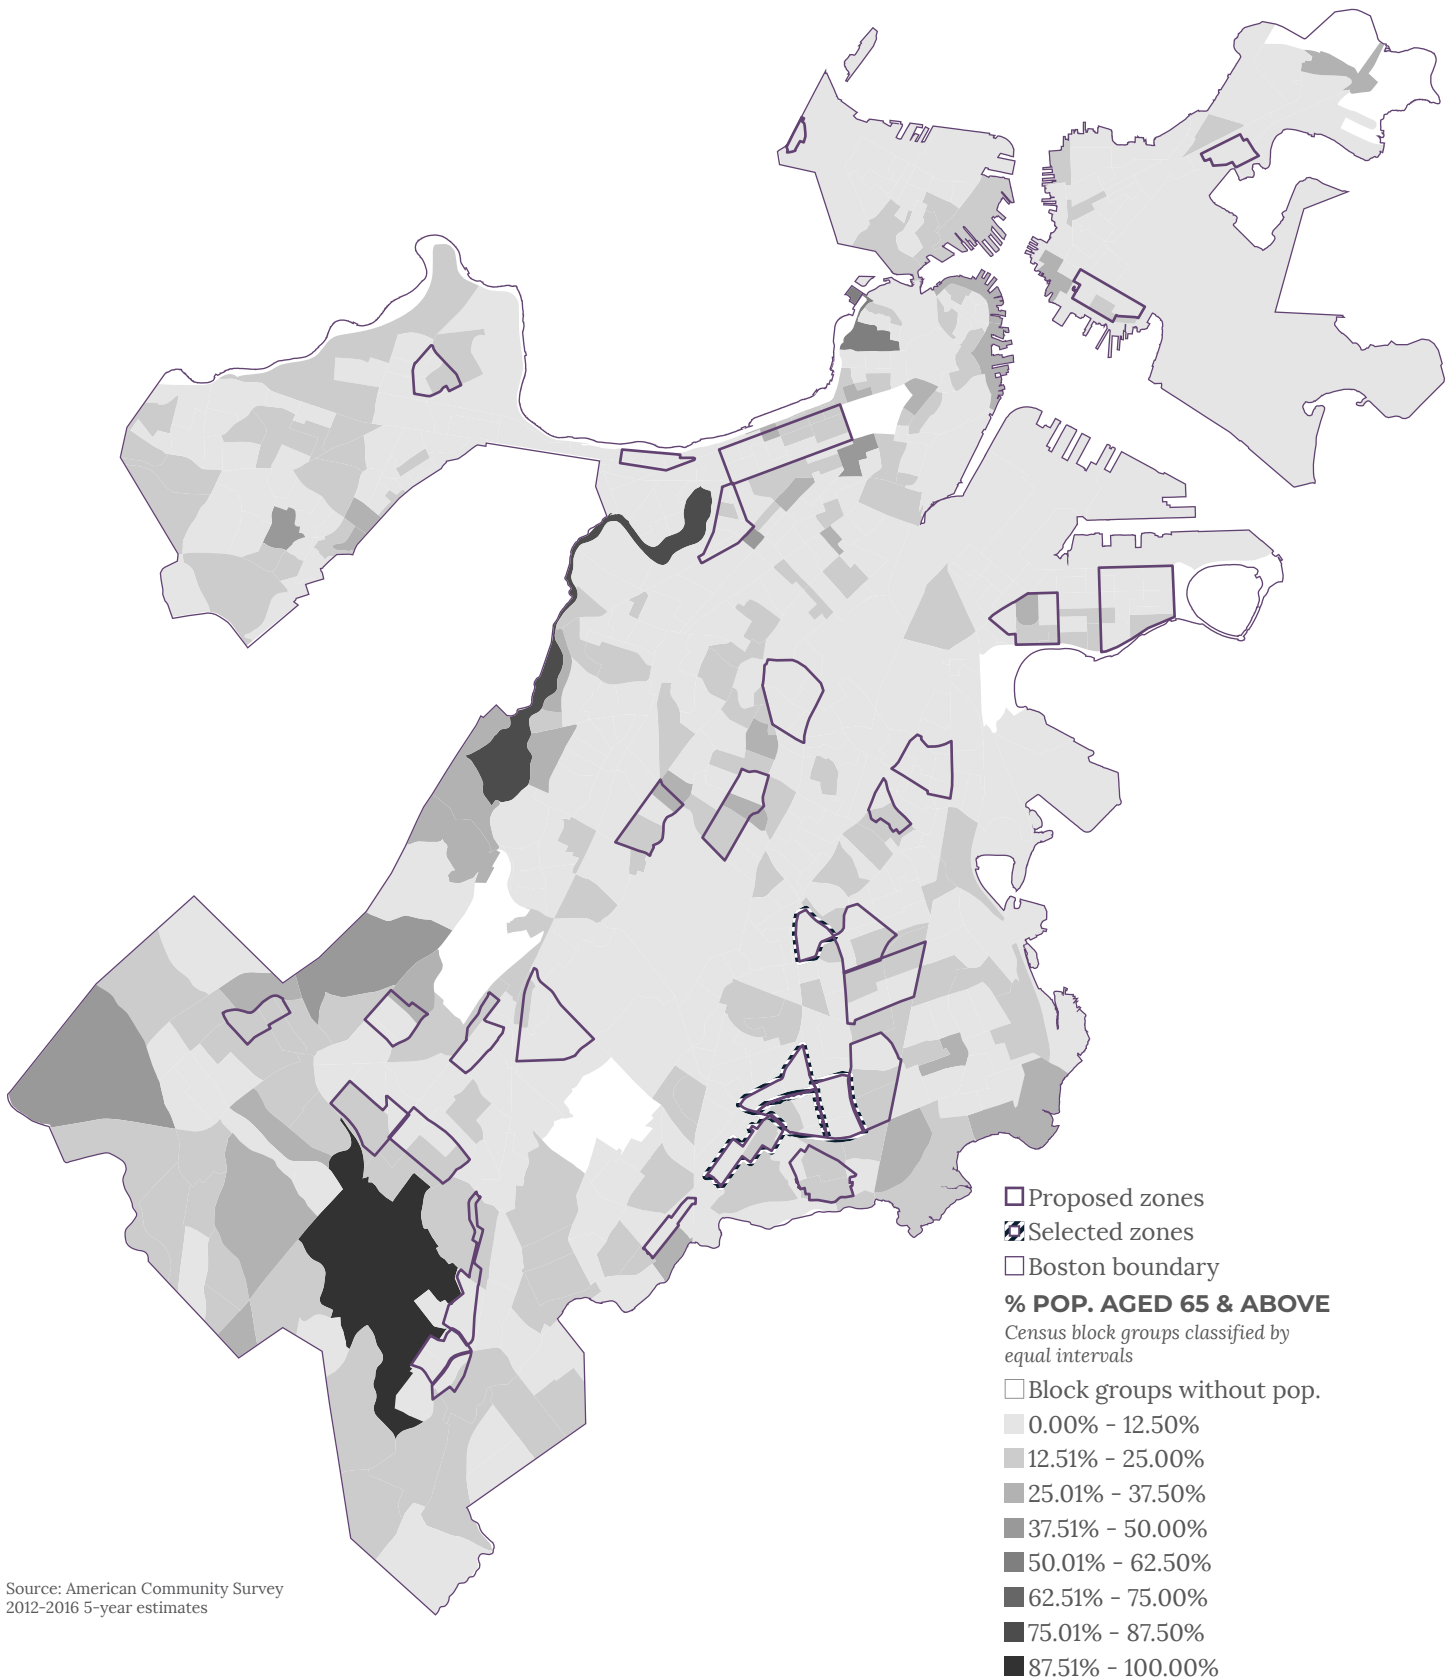 Proposed zones
Selected zones
Boston boundary
% POP. AGED 65 & ABOVE
Census block groups classified by
equal intervals
Block groups without pop.
0.00% - 12.50%
12.51% - 25.00%
25.01% - 37.50%
37.51% - 50.00%
50.01% - 62.50%
62.51% - 75.00%
75.01% - 87.50%
87.51% - 100.00%
Source: American Community Survey
2012-2016 5-year estimates